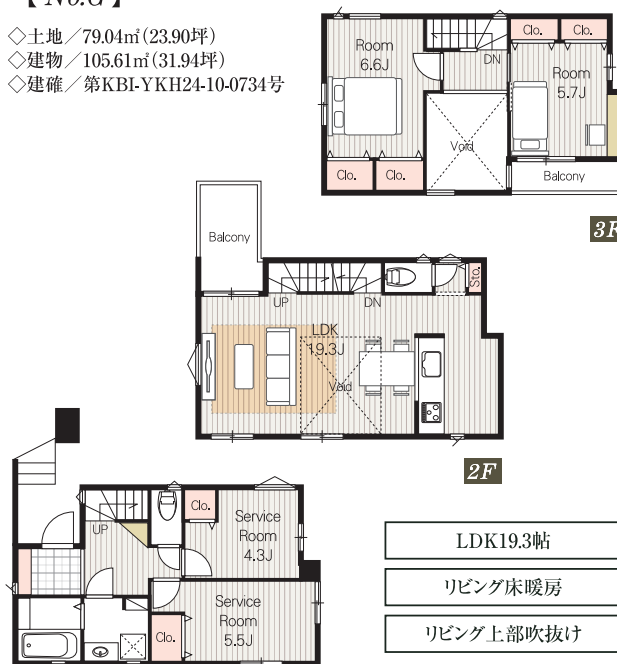 【 No.G 】
◇土地／79.04㎡(23.90坪)
◇建物／105.61㎡(31.94坪)
◇建確／第KBI-YKH24-10-0734号
Room
6.6J
DN
Clo.
Clo.
Room
5.7J
Void
Clo.
Clo.
Balcony
3F
Balcony
UP
DN
Sto.
LDK
19.3J
Void
2F
UP
Clo.
Service
Room
4.3J
Service
Room
5.5J
Clo.
LDK19.3帖
リビング床暖房
リビング上部吹抜け